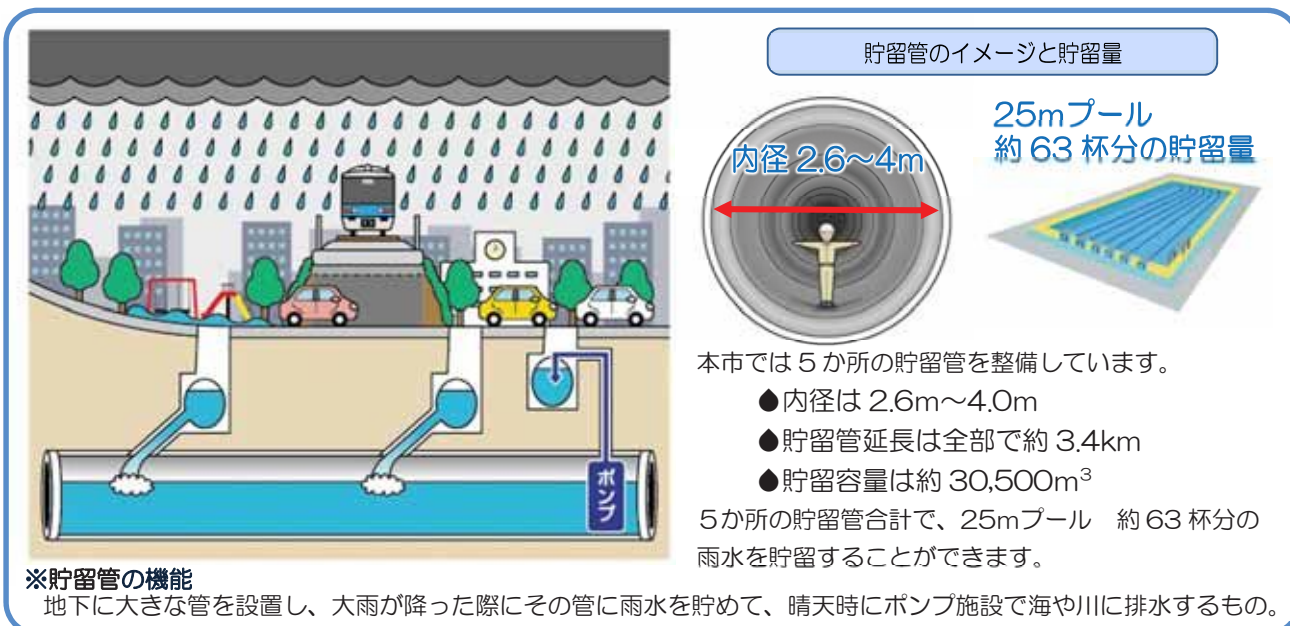 貯留管のイメージと貯留量
内径 2.6～4m
25mプール
約 63 杯分の貯留量
ポンプ
本市では 5 か所の貯留管を整備しています。
内径は 2.6m～4.0m
貯留管延長は全部で約 3.4km
貯留容量は約 30,500m³
5か所の貯留管合計で、25mプール 約 63 杯分の
雨水を貯留することができます。
※貯留管の機能
地下に大きな管を設置し、大雨が降った際にその管に雨水を貯めて、晴天時にポンプ施設で海や川に排水するもの。